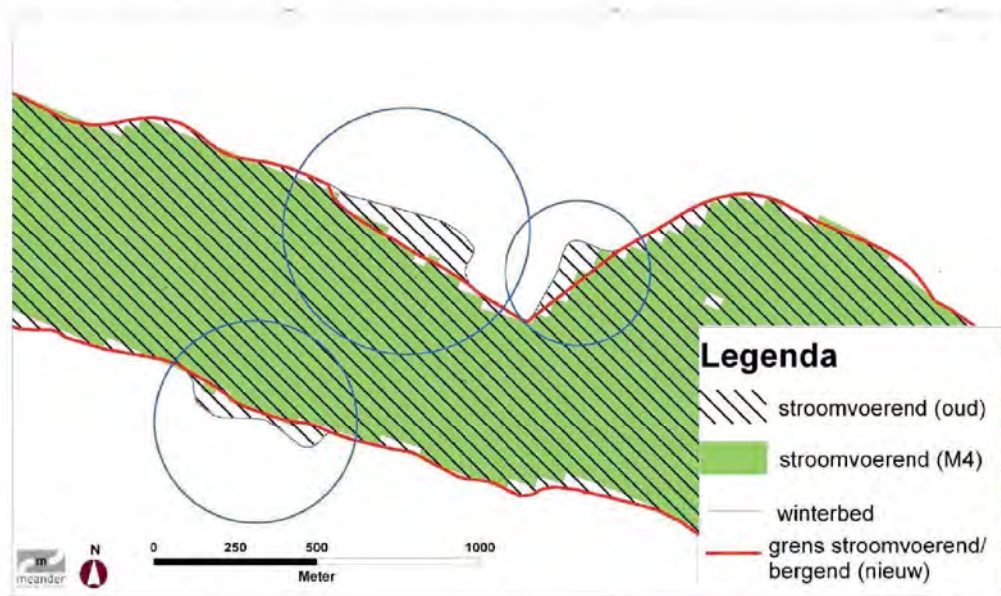 Legenda
stroomvoerend (oud)
stroomvoerend (M4)
winterbed
grens stroomvoerend/
bergend (nieuw)
m
meander
N
0 250 500 1000
Meter